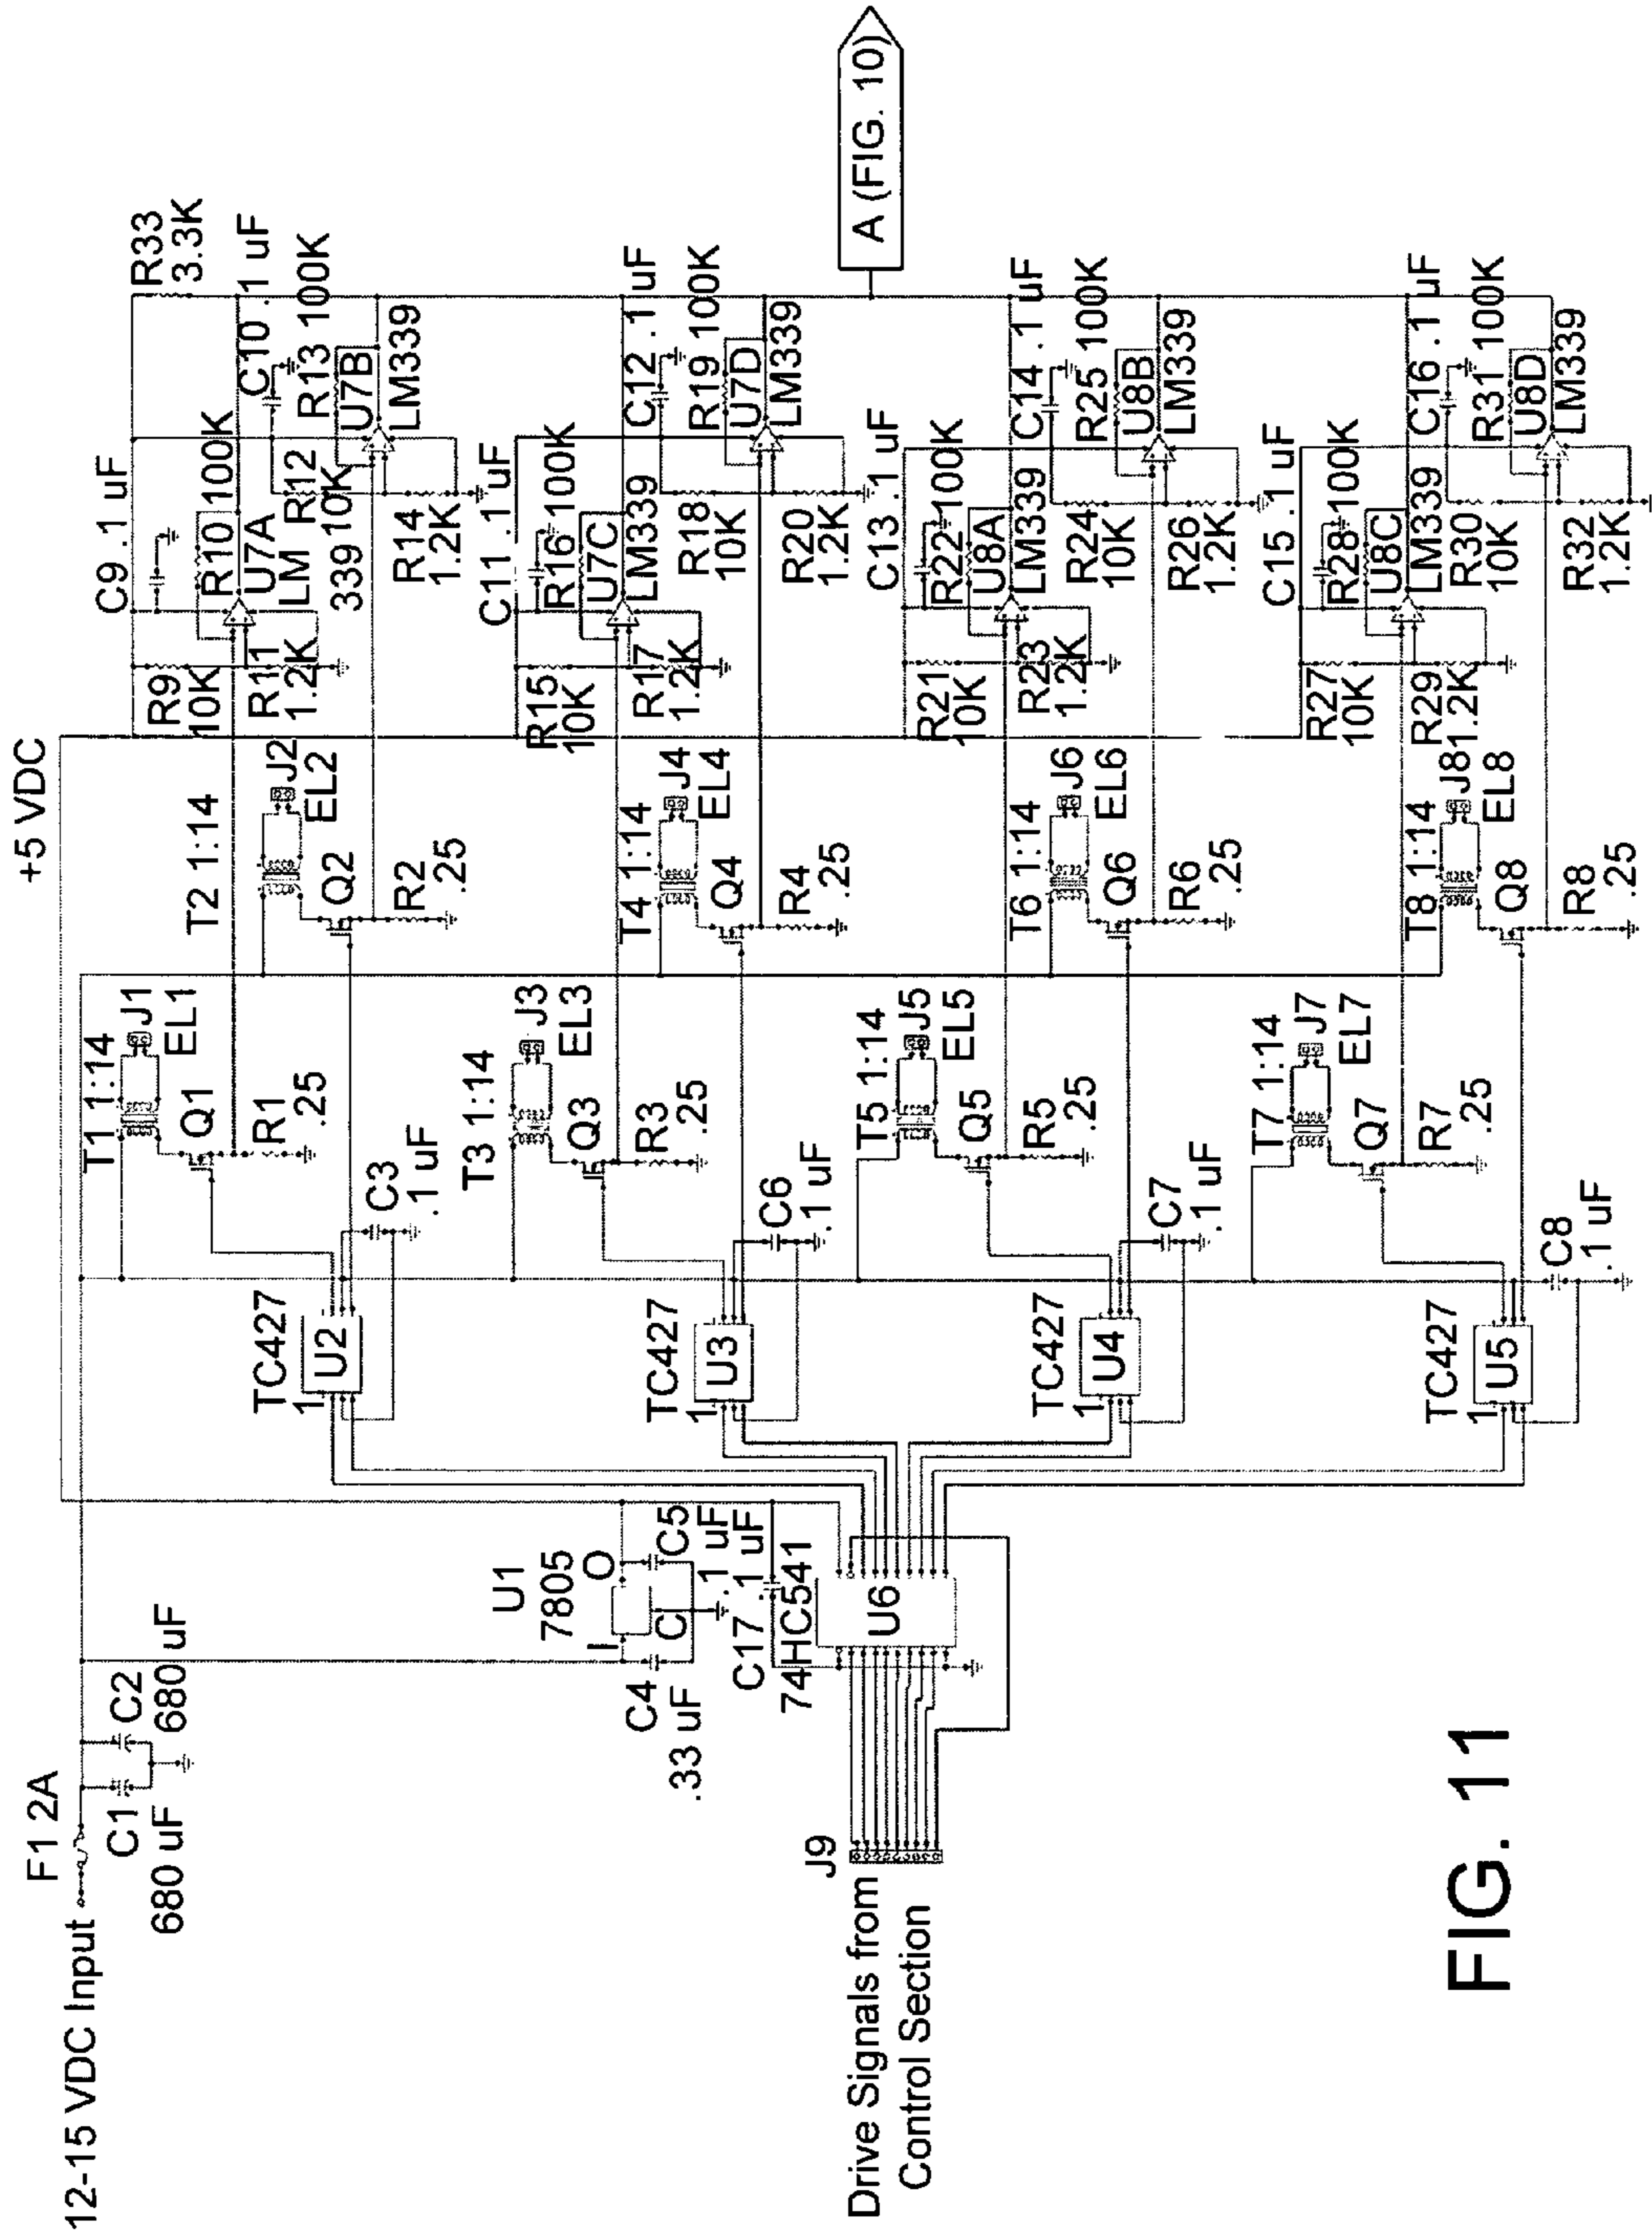 12-15 VDC Input
F1 2A
C1
680 uF
C2
680 uF
+5 VDC
U1
7805
I
O
C
C4
.33 uF
C5
.1 uF
C17 .1 uF
74HC541
U6
J9
Drive Signals from
Control Section
TC427
1
U2
C3
.1 uF
TC427
1
U3
C6
.1 uF
TC427
1
U4
C7
.1 uF
TC427
1
U5
C8
.1 uF
T1 1:14
J1
EL1
Q1
R1
.25
T2 1:14
J2
EL2
Q2
R2
.25
T3 1:14
J3
EL3
Q3
R3
.25
T4 1:14
J4
EL4
Q4
R4
.25
T5 1:14
J5
EL5
Q5
R5
.25
T6 1:14
J6
EL6
Q6
R6
.25
T7 1:14
J7
EL7
Q7
R7
.25
T8 1:14
J8
EL8
Q8
R8
.25
C9 .1 uF
R9
10K
R10 100K
U7A
LM
339
R11
1.2K
R33
3.3K
C10 .1 uF
R12
10K
R13 100K
U7B
LM339
R14
1.2K
C11 .1 uF
R15
10K
R16 100K
U7C
LM339
R17
1.2K
C12 .1 uF
R18
10K
R19 100K
U7D
LM339
R20
1.2K
C13 .1 uF
R21
10K
R22 100K
U8A
LM339
R23
1.2K
C14 .1 uF
R24
10K
R25 100K
U8B
LM339
R26
1.2K
C15 .1 uF
R27
10K
R28 100K
U8C
LM339
R29
1.2K
C16 .1 uF
R30
10K
R31 100K
U8D
LM339
R32
1.2K
A (FIG. 10)
FIG. 11